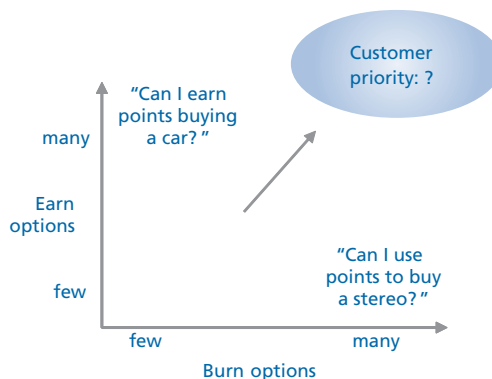 Customer
priority: ?
“Can I earn
points buying
a car? ”
many
Earn
options
“Can I use
points to buy
a stereo? ”
few
few
many
Burn options